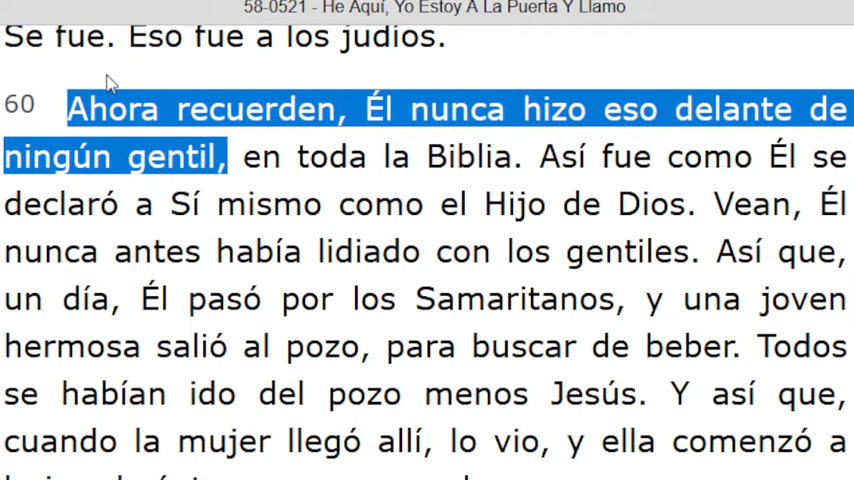 58-0521 - He Aquí, Yo Estoy A La Puerta Y Llamo
Se fue. Eso fue a los judíos.
60 Ahora recuerden, Él nunca hizo eso delante de
ningún gentil, en toda la Biblia. Así fue como Él se
declaró a Sí mismo como el Hijo de Dios. Vean, Él
nunca antes había lidiado con los gentiles. Así que,
un día, Él pasó por los Samaritanos, y una joven
hermosa salió al pozo, para buscar de beber. Todos
se habían ido del pozo menos Jesús. Y así que,
cuando la mujer llegó allí, lo vio, y ella comenzó a